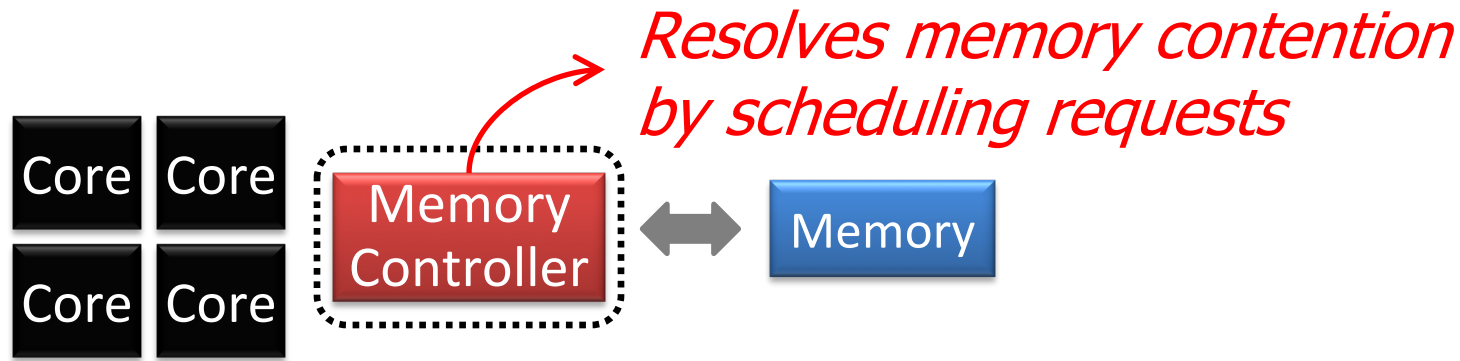 Resolves memory contention
by scheduling requests
Core Core
Core Core
Memory
Controller
Memory